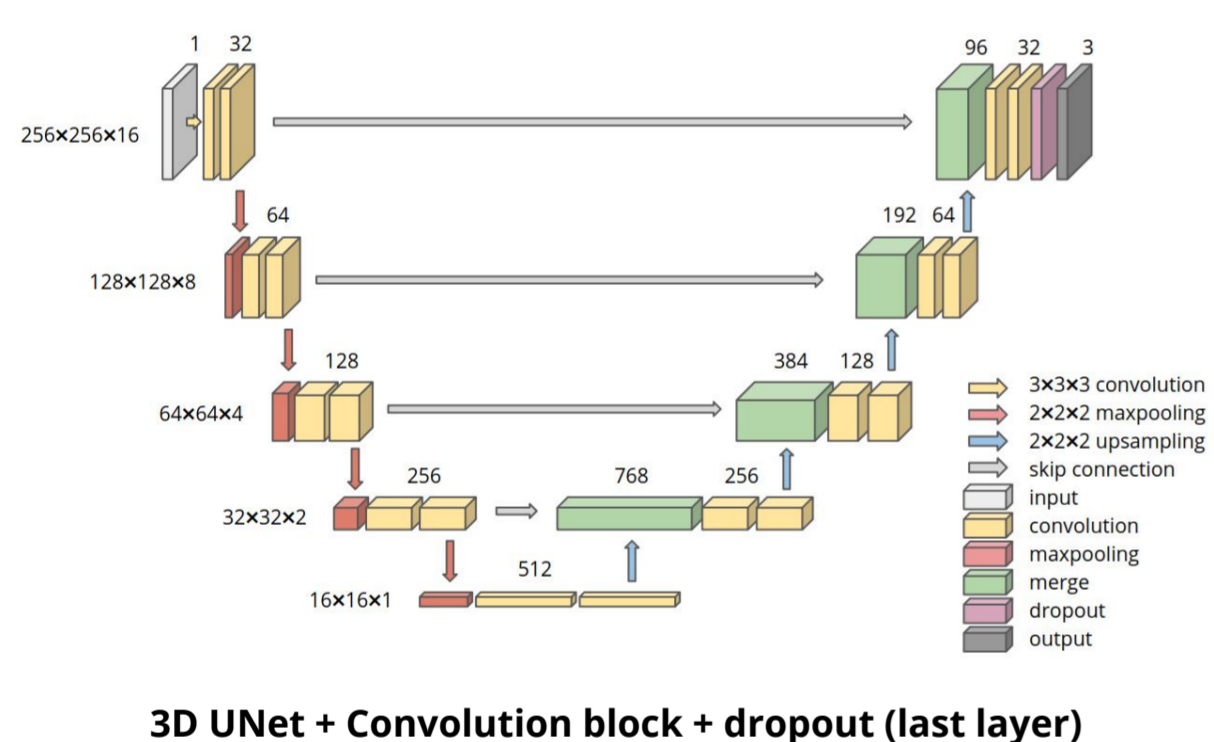 1 32
96 32 3
256×256×16
64
192 64
128×128×8
128
384 128
64×64×4
256
768 256
32×32×2
512
16×16×1
3×3×3 convolution
2×2×2 maxpooling
2×2×2 upsampling
skip connection
input
convolution
maxpooling
merge
dropout
output
3D UNet + Convolution block + dropout (last layer)